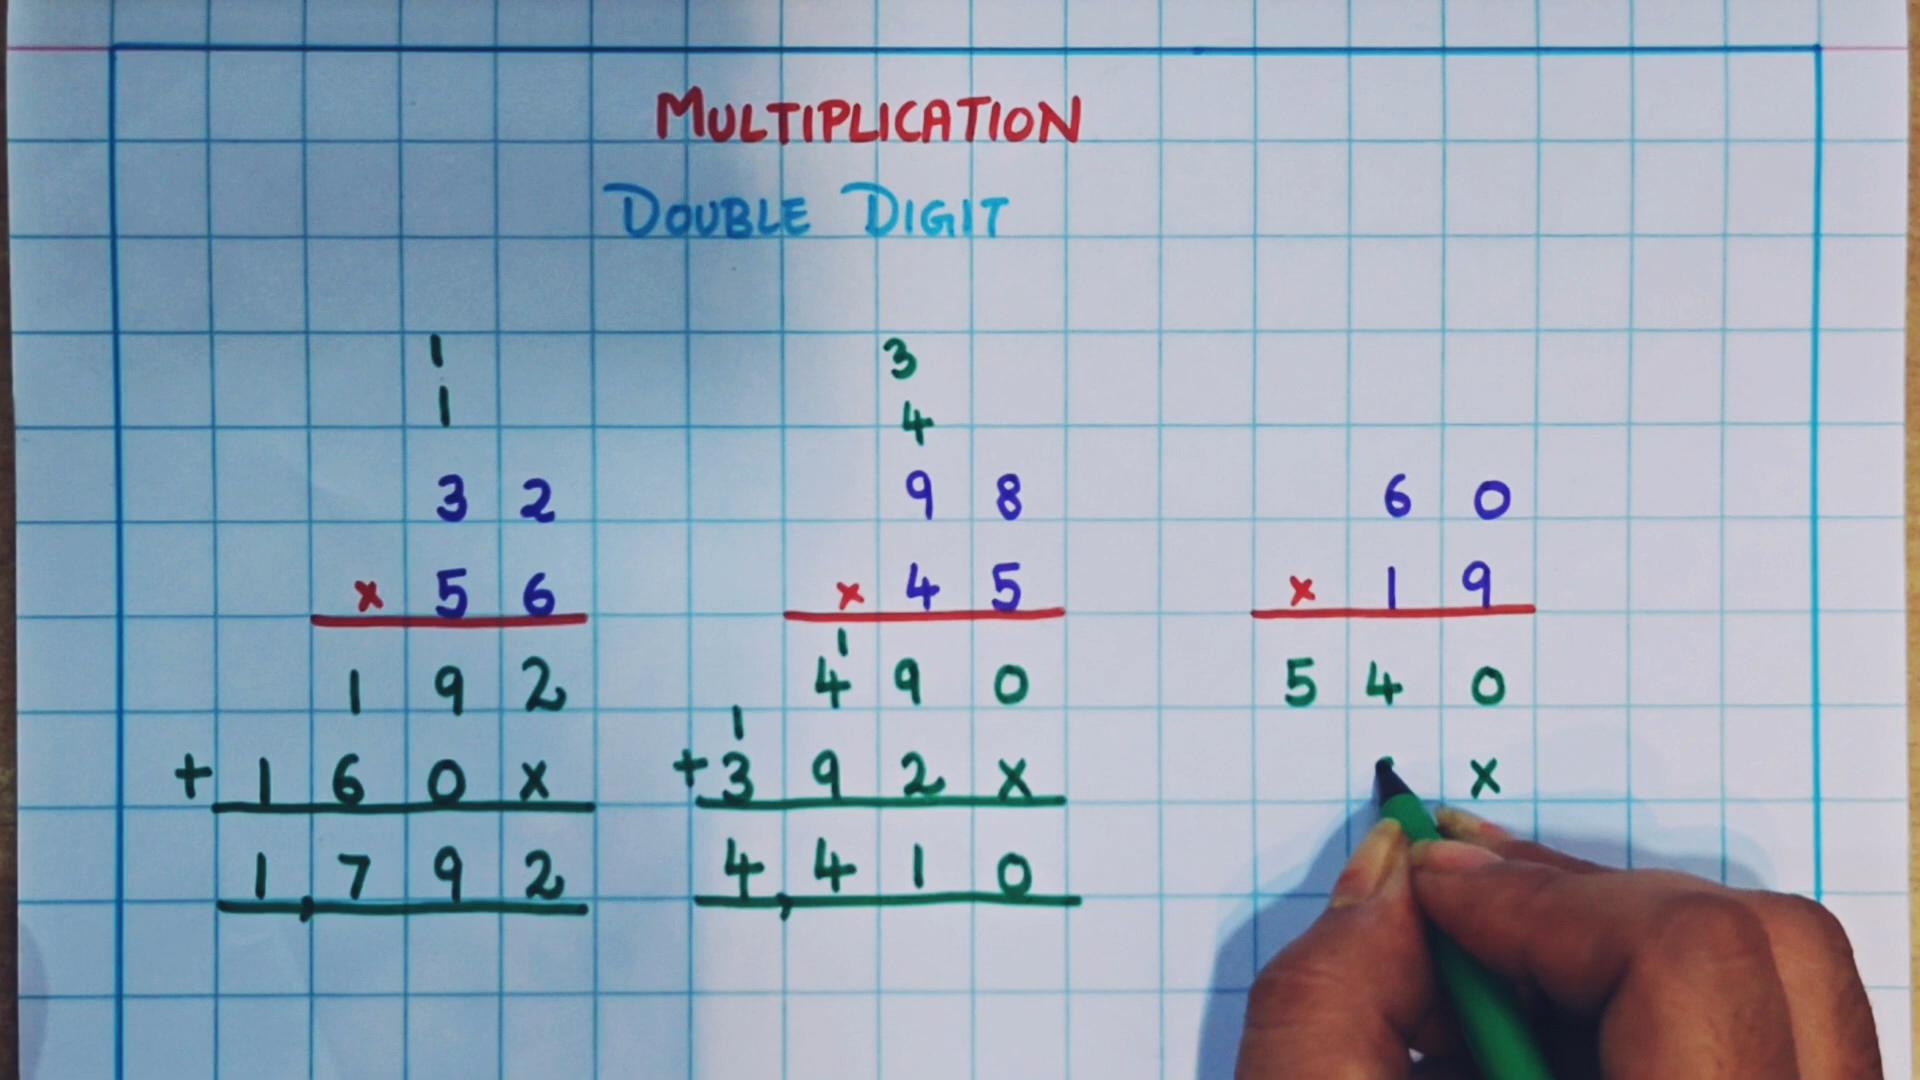 MULTIPLICATION
DOUBLE DIGIT
1
1
3 2
x 5 6
1 9 2
+ 1 6 0 x
1,7 9 2
3
4
9 8
x 4 5
1
4 9 0
1
+ 3 9 2 x
4,4 1 0
6 0
x 1 9
5 4 0
x